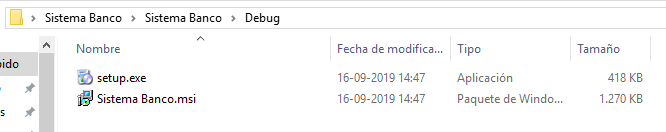 Sistema Banco > Sistema Banco > Debug
Nombre Fecha de modifica... Tipo Tamaño
setup.exe 16-09-2019 14:47 Aplicación 418 KB
Sistema Banco.msi 16-09-2019 14:47 Paquete de Windo... 1.270 KB
pido
s